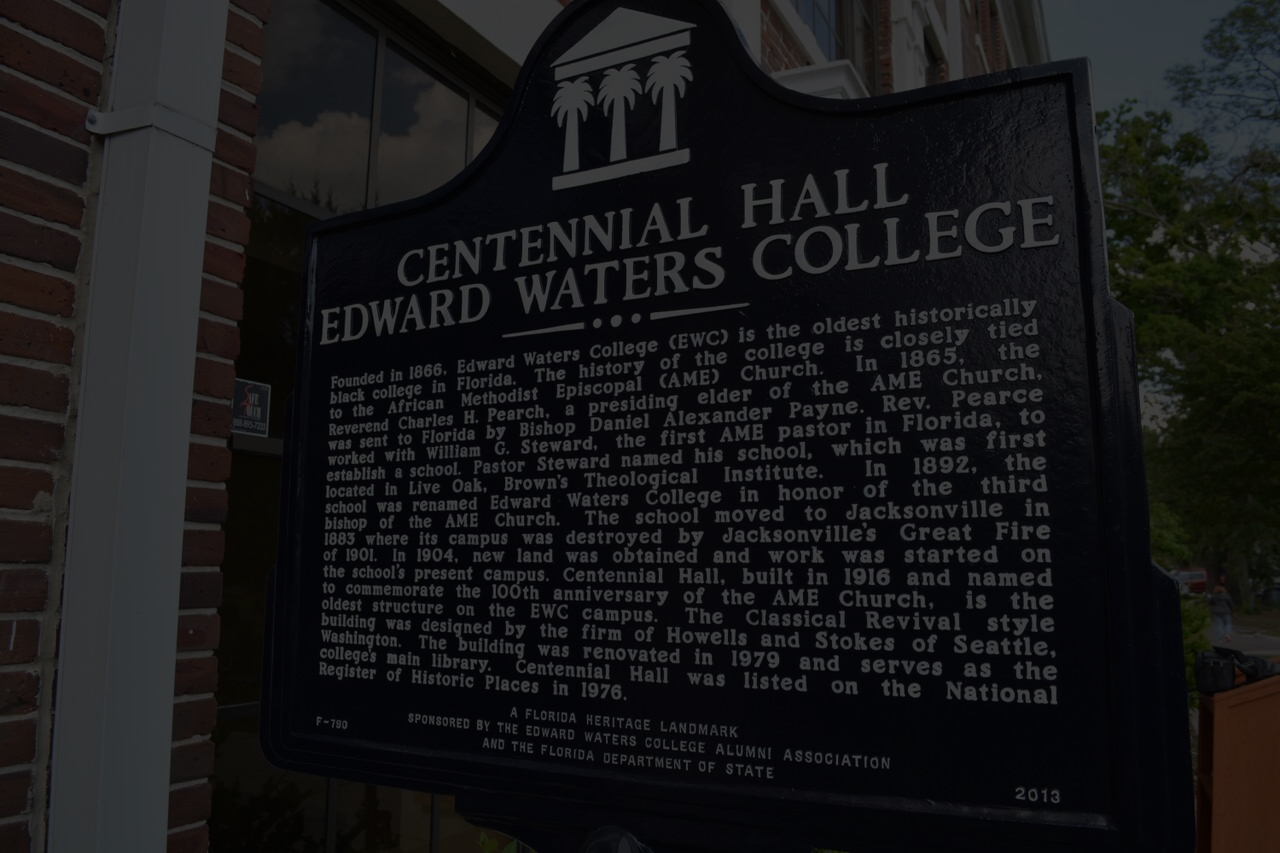 CENTENNIAL HALL
EDWARD WATERS COLLEGE
Founded in 1866, Edward Waters College (EWC) is the oldest historically
black college in Florida. The history of the college is closely tied
to the African Methodist Episcopal (AME) Church. In 1865, the
Reverend Charles H. Pearch, a presiding elder of the AME Church,
was sent to Florida by Bishop Daniel Alexander Payne. Rev. Pearce
worked with William G. Steward, the first AME pastor in Florida, to
establish a school. Pastor Steward named his school, which was first
located in Live Oak, Brown's Theological Institute. In 1892, the
school was renamed Edward Waters College in honor of the third
bishop of the AME Church. The school moved to Jacksonville in
1883 where its campus was destroyed by Jacksonville's Great Fire
of 1901. In 1904, new land was obtained and work was started on
the school's present campus. Centennial Hall, built in 1916 and named
to commemorate the 100th anniversary of the AME Church, is the
oldest structure on the EWC campus. The Classical Revival style
building was designed by the firm of Howells and Stokes of Seattle,
Washington. The building was renovated in 1979 and serves as the
college's main library. Centennial Hall was listed on the National
Register of Historic Places in 1976.
A FLORIDA HERITAGE LANDMARK
F-790 SPONSORED BY THE EDWARD WATERS COLLEGE ALUMNI ASSOCIATION
AND THE FLORIDA DEPARTMENT OF STATE
2013